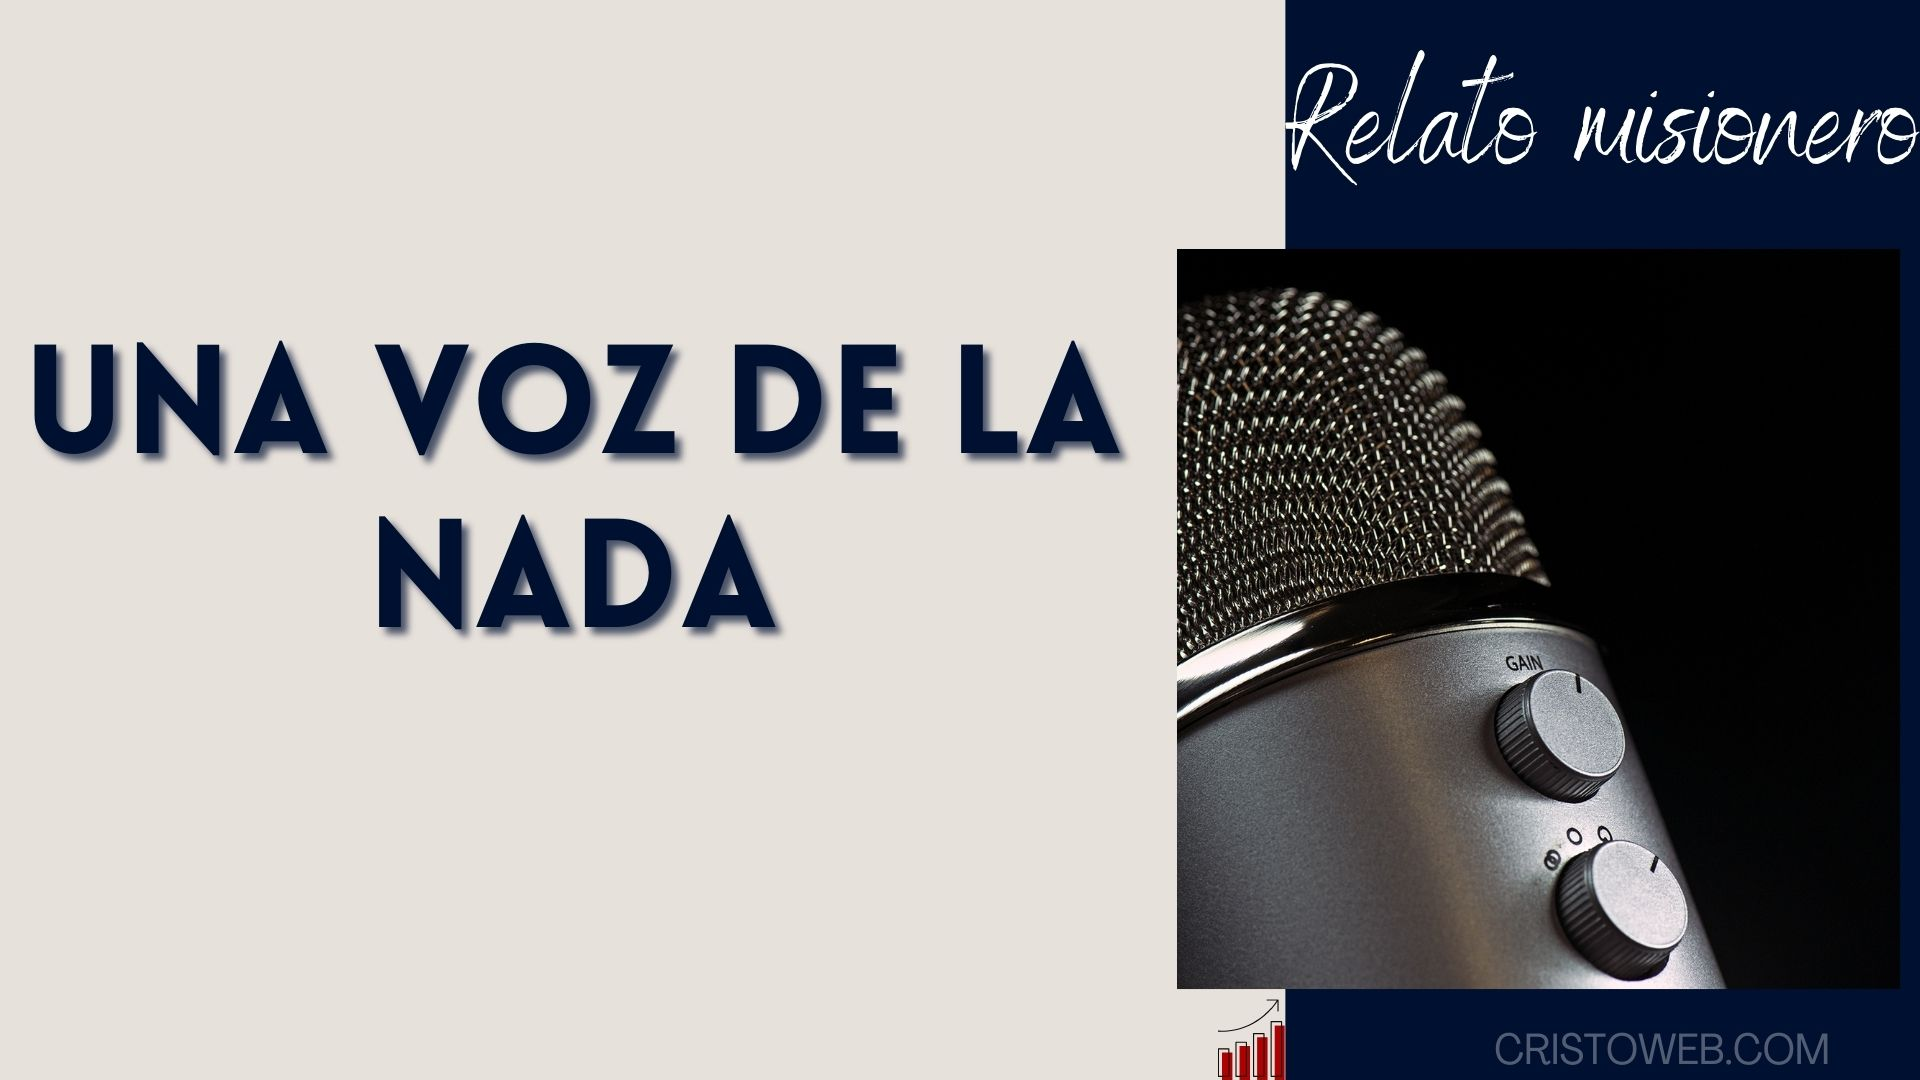 Relato misionero
UNA VOZ DE LA
NADA
GAIN
CRISTOWEB.COM